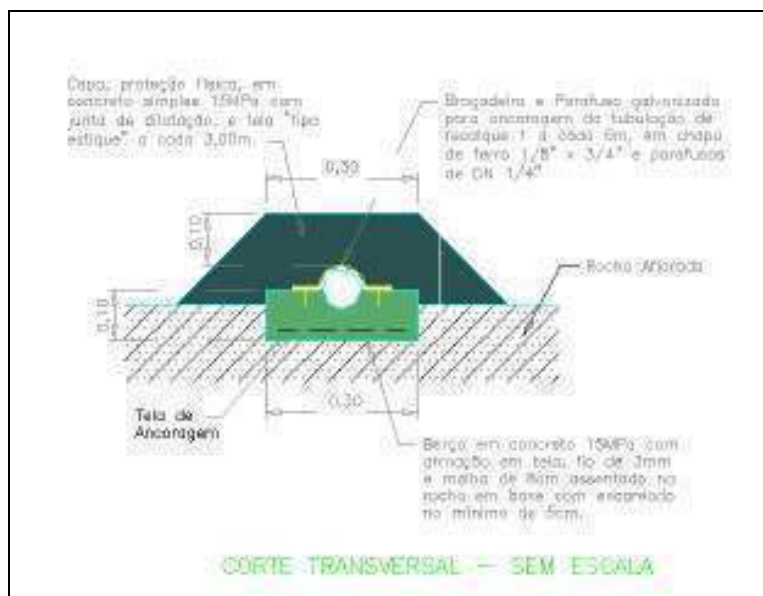 Capa, proteção física, em
concreto simples 15MPa com
junta de dilatação, e tela "tipo
estique" a cada 3,00m.
Braçadeira e Parafuso galvanizado
para ancoragem da tubulação de
recalque 1 a cada 6m, em chapa
de ferro 1/8" x 3/4" e parafusos
de DN 1/4"
0,30
0,10
Rocha Aflorada
0,10
0,30
Tela de
Ancoragem
Berço em concreto 15MPa com
armação em tela, fio de 3mm
e malha de 8cm assentado na
rocha em base com encaixado
no mínimo de 5cm.
CORTE TRANSVERSAL - SEM ESCALA